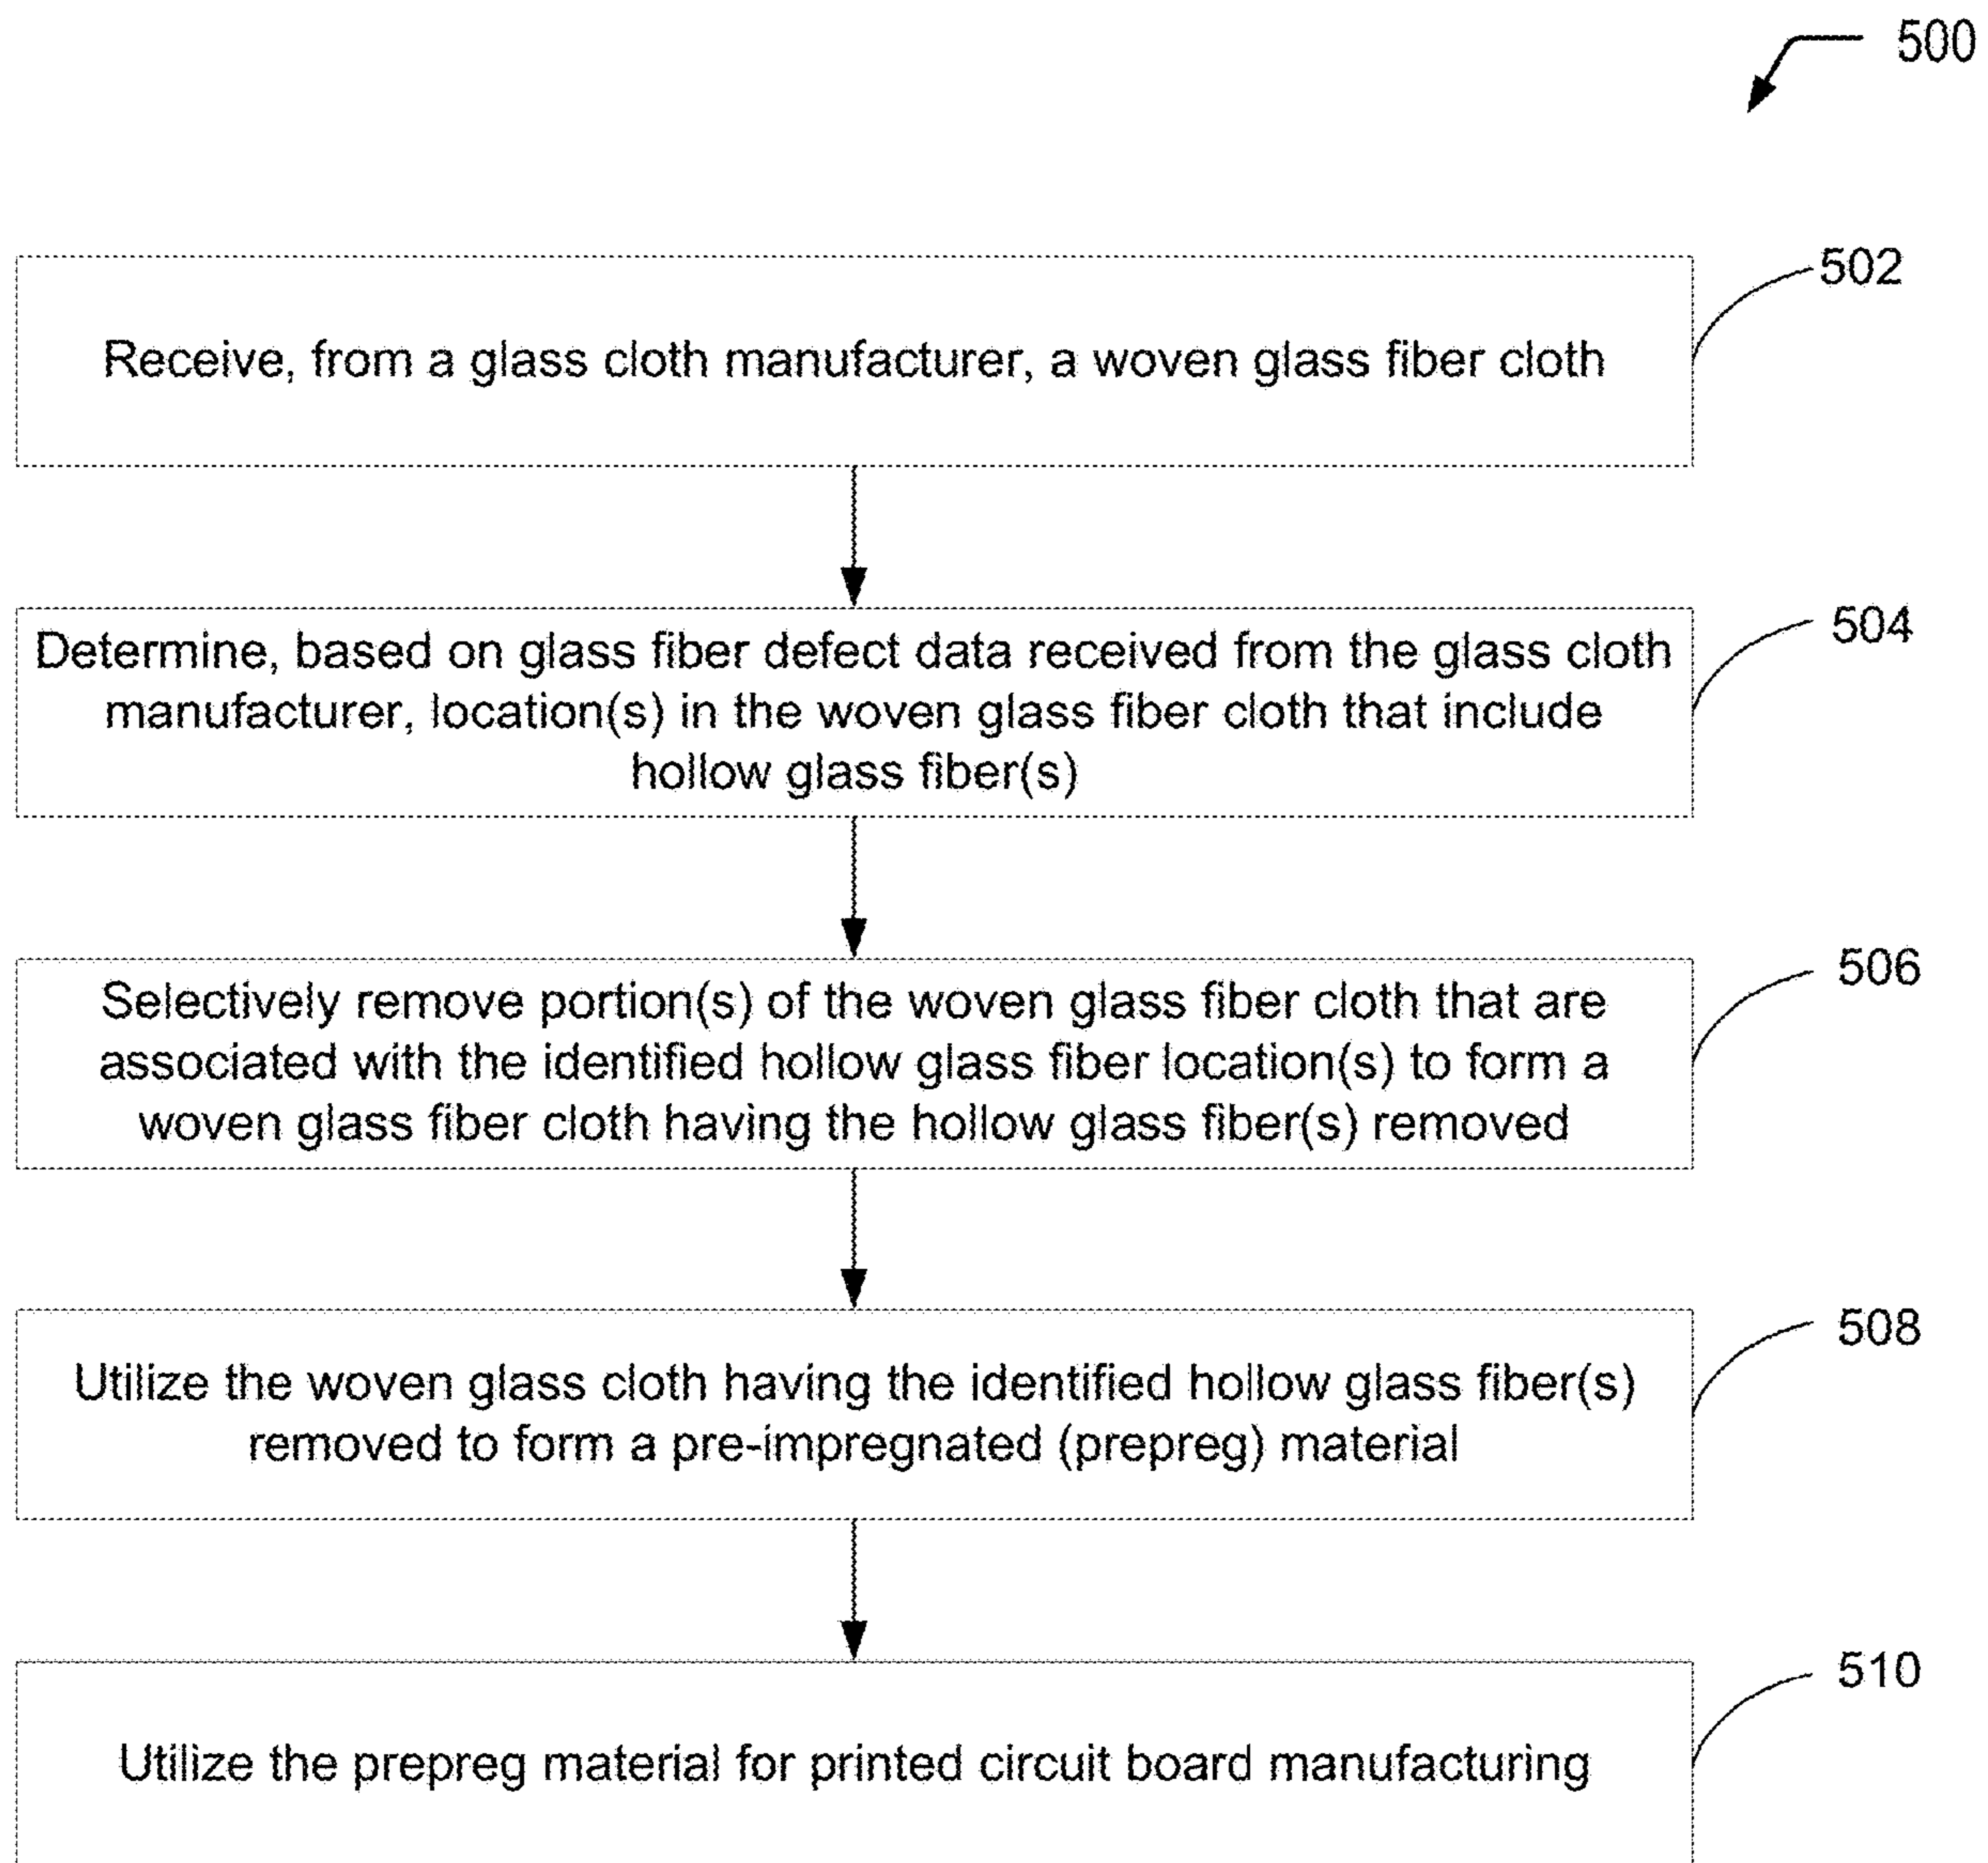 500
502
Receive, from a glass cloth manufacturer, a woven glass fiber cloth
504
Determine, based on glass fiber defect data received from the glass cloth
manufacturer, location(s) in the woven glass fiber cloth that include
hollow glass fiber(s)
506
Selectively remove portion(s) of the woven glass fiber cloth that are
associated with the identified hollow glass fiber location(s) to form a
woven glass fiber cloth having the hollow glass fiber(s) removed
508
Utilize the woven glass cloth having the identified hollow glass fiber(s)
removed to form a pre-impregnated (prepreg) material
510
Utilize the prepreg material for printed circuit board manufacturing